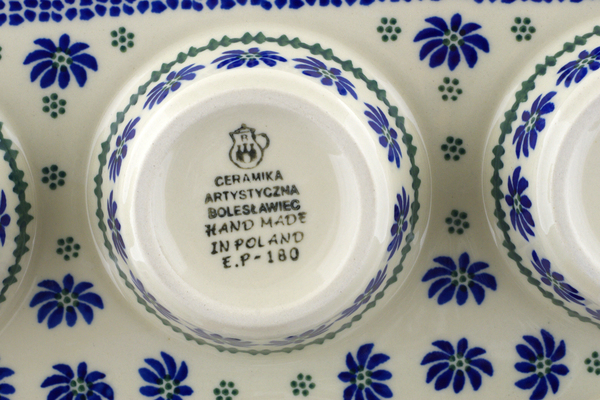 CERAMIKA
ARTYSTYCZNA
BOLESŁAWIEC
HAND MADE
IN POLAND
E.P-180